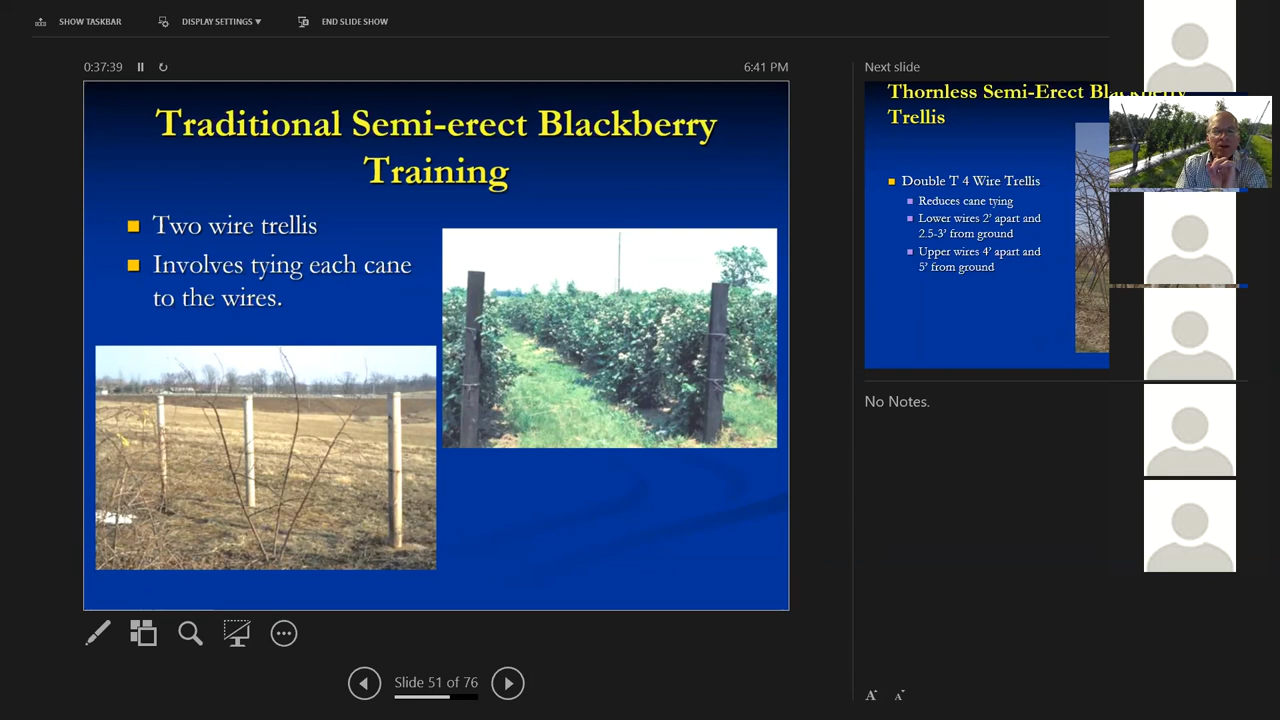 SHOW TASKBAR
DISPLAY SETTINGS ▼
END SLIDE SHOW
0:37:39
6:41 PM
Traditional Semi-erect Blackberry
Training
Two wire trellis
Involves tying each cane
to the wires.
Slide 51 of 76
Next slide
Thornless Semi-Erect Blackberry
Trellis
Double T 4 Wire Trellis
Reduces cane tying
Lower wires 2' apart and
2.5-3' from ground
Upper wires 4' apart and
5' from ground
No Notes.
A A